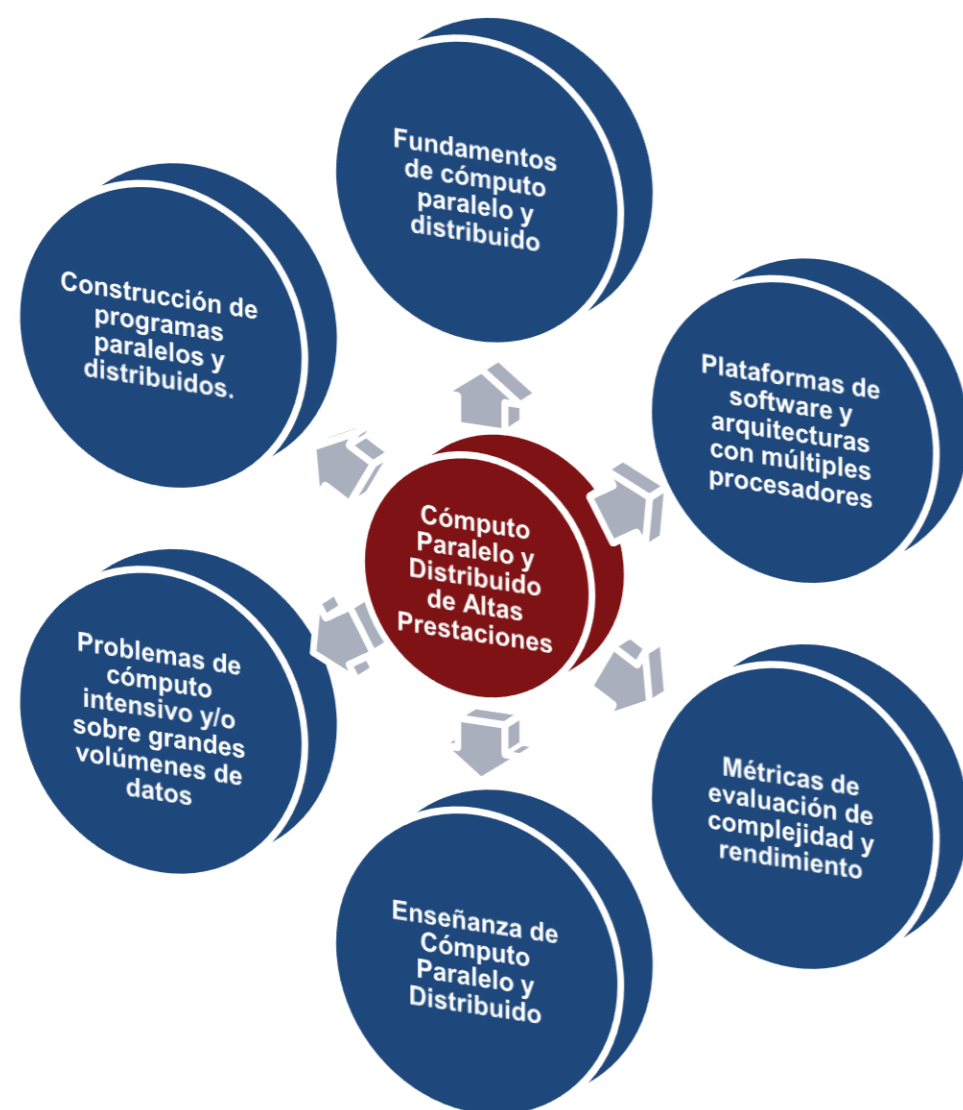 Fundamentos
de cómputo
paralelo y
distribuido
Construcción de
programas
paralelos y
distribuidos.
Plataformas de
software y
arquitecturas
con múltiples
procesadores
Cómputo
Paralelo y
Distribuido
de Altas
Prestaciones
Problemas de
cómputo
intensivo y/o
sobre grandes
volúmenes de
datos
Métricas de
evaluación de
complejidad y
rendimiento
Enseñanza de
Cómputo
Paralelo y
Distribuido